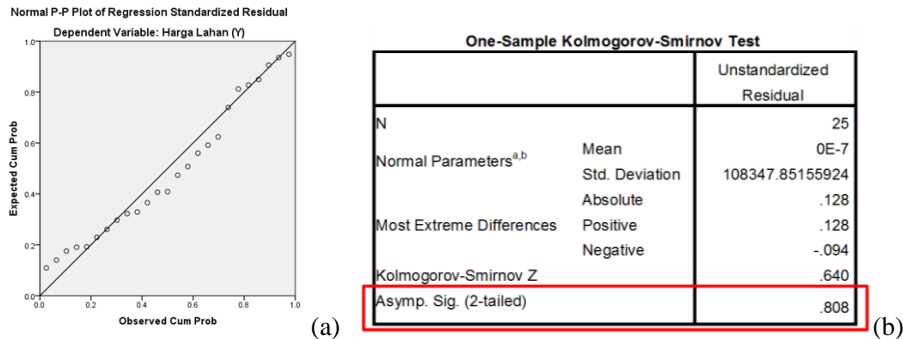 Normal P-P Plot of Regression Standardized Residual
Dependent Variable: Harga Lahan (Y)
Expected Cum Prob
1.0
0.8
0.6
0.4
0.2
0.0
0.0 0.2 0.4 0.6 0.8 1.0
Observed Cum Prob
(a)
One-Sample Kolmogorov-Smirnov Test
Unstandardized
Residual
N 25
Normal Parameters^a,b Mean 0E-7
Std. Deviation 108347.85155924
Most Extreme Differences Absolute .128
Positive .128
Negative -.094
Kolmogorov-Smirnov Z .640
Asymp. Sig. (2-tailed) .808
(b)